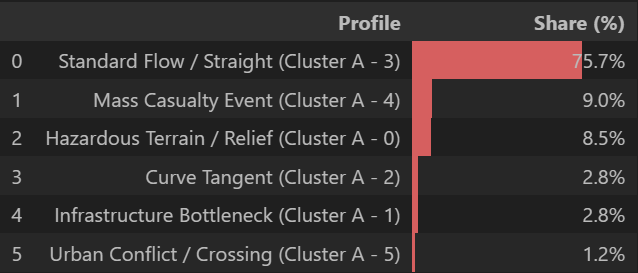 Profile Share (%)
0 Standard Flow / Straight (Cluster A - 3) 75.7%
1 Mass Casualty Event (Cluster A - 4) 9.0%
2 Hazardous Terrain / Relief (Cluster A - 0) 8.5%
3 Curve Tangent (Cluster A - 2) 2.8%
4 Infrastructure Bottleneck (Cluster A - 1) 2.8%
5 Urban Conflict / Crossing (Cluster A - 5) 1.2%